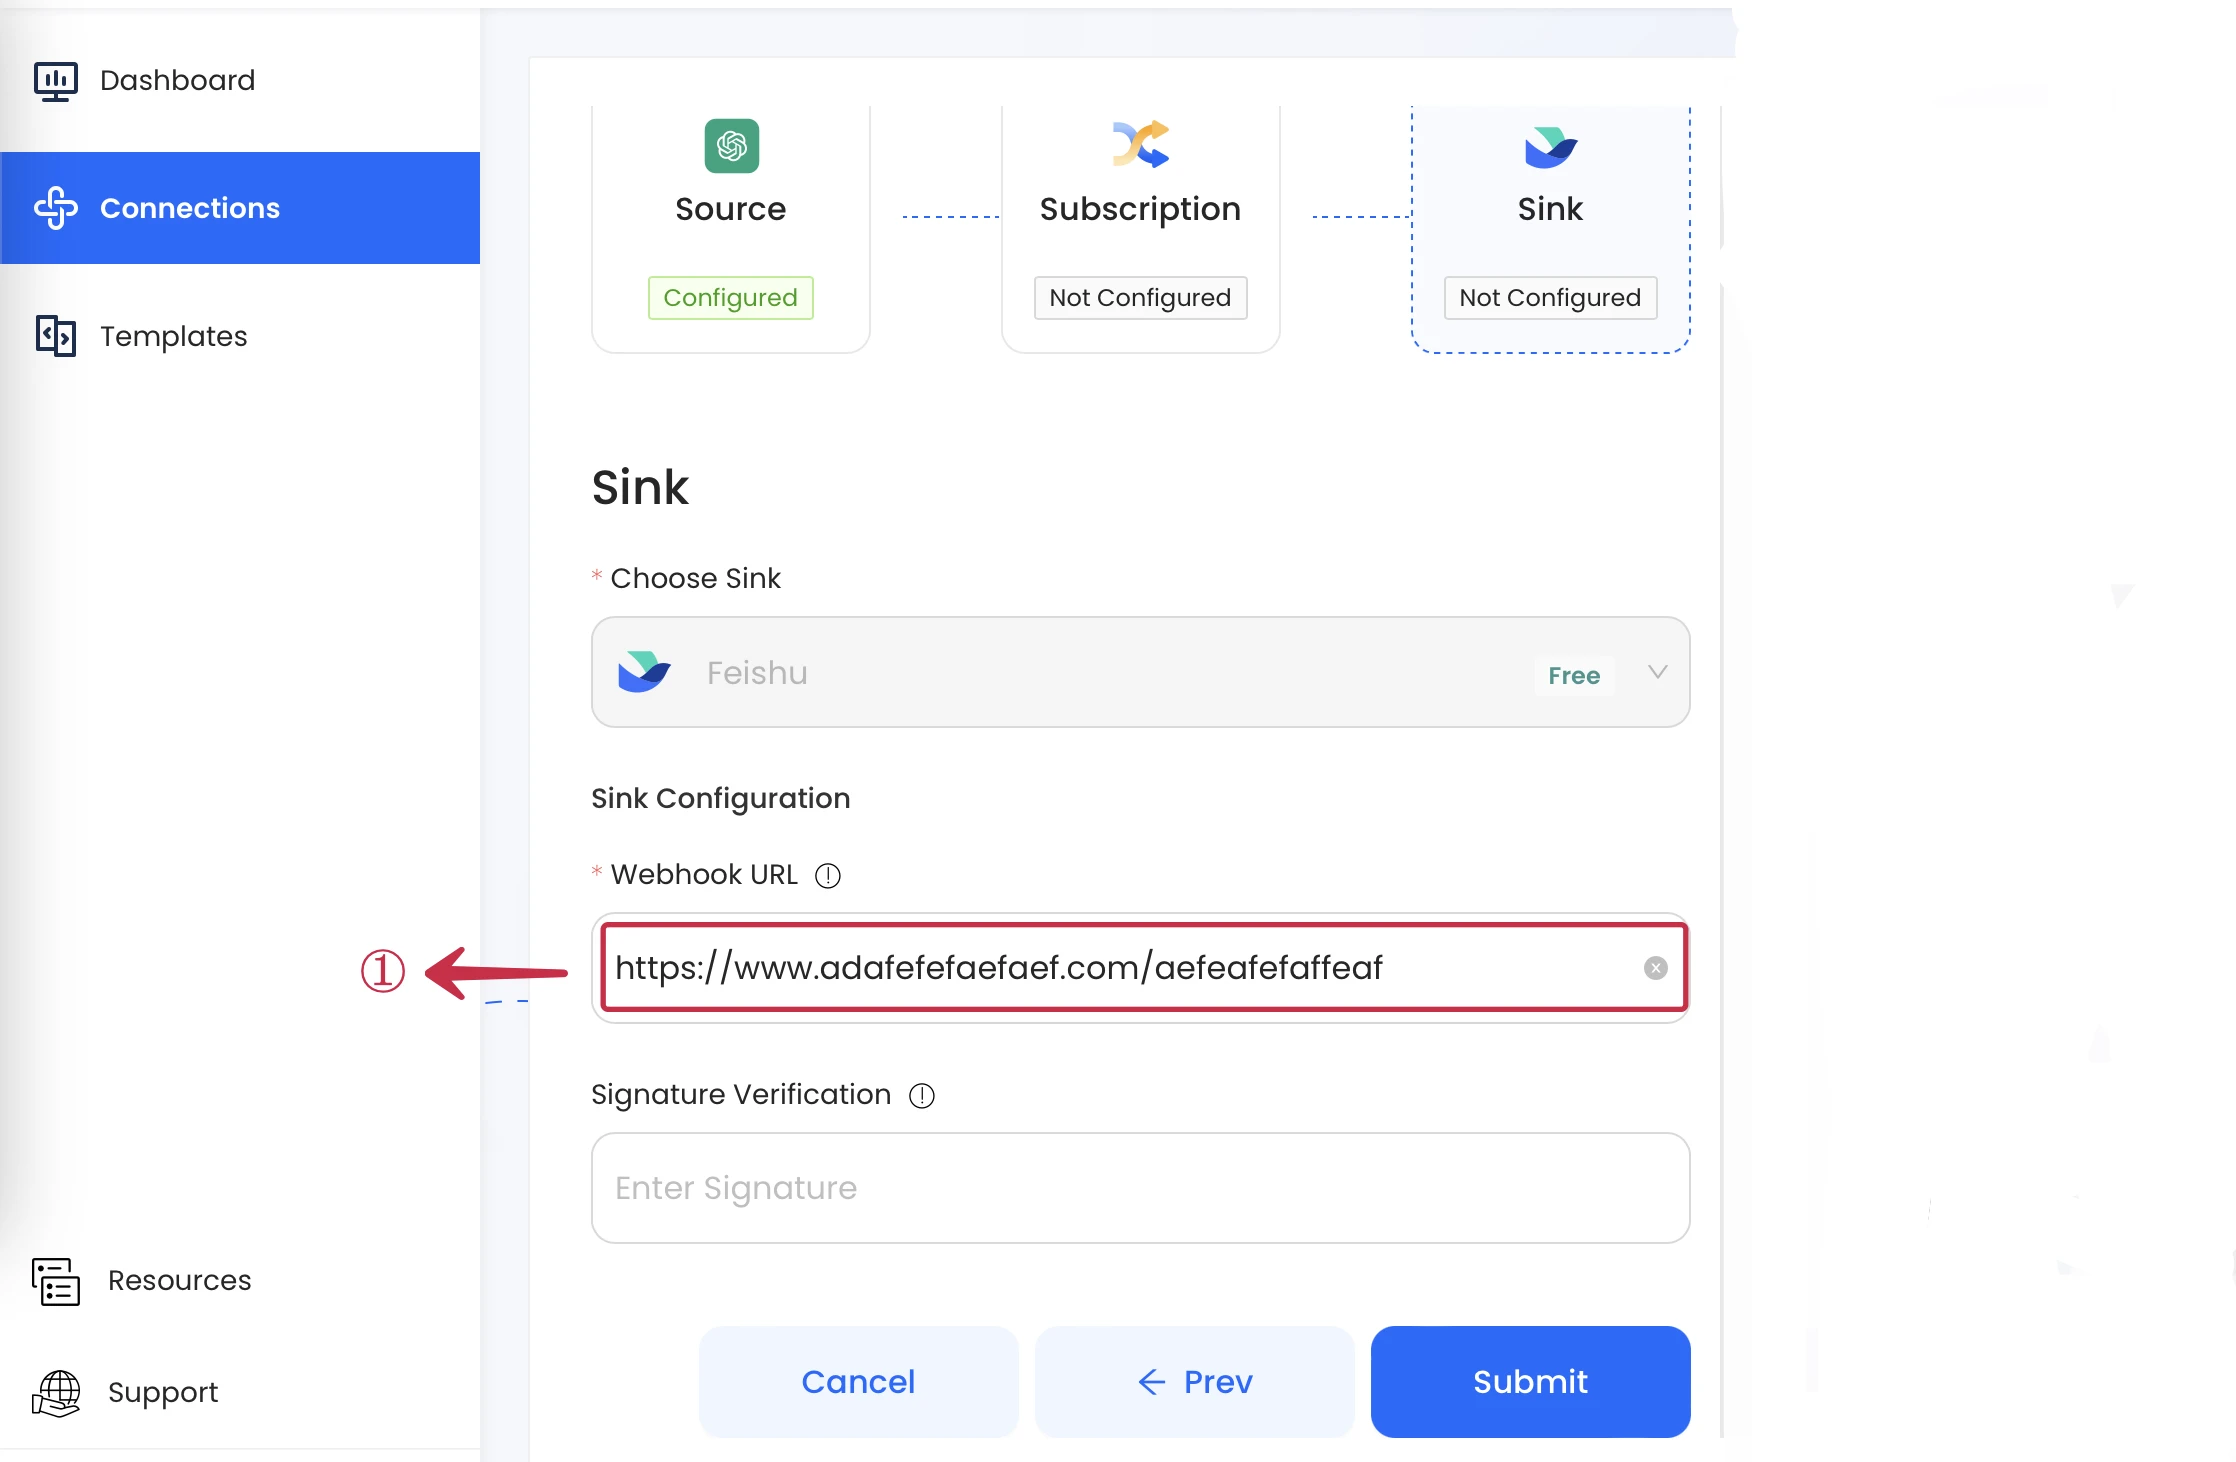 Dashboard
Connections
Templates
Resources
Support
Source
Configured
Subscription
Not Configured
Sink
Not Configured
Sink
* Choose Sink
Feishu
Free
Sink Configuration
* Webhook URL
①
https://www.adafefefaefaef.com/aefeafefaffeaf
Signature Verification
Enter Signature
Cancel
← Prev
Submit